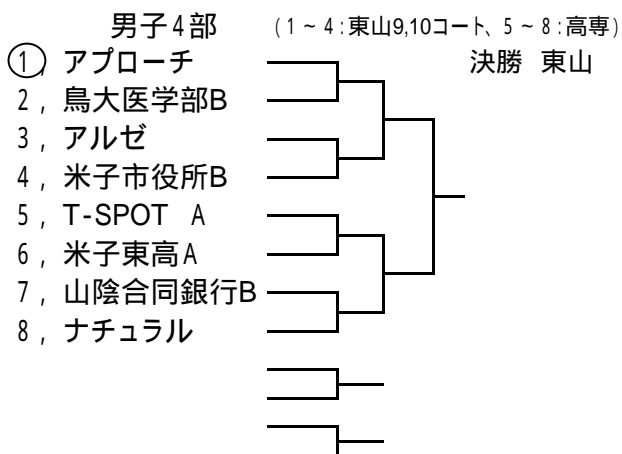 男子4部 (1~4:東山9,10コート、5~8:高専)
決勝 東山
1, アプローチ
2, 鳥大医学部B
3, アルゼ
4, 米子市役所B
5, T-SPOT A
6, 米子東高A
7, 山陰合同銀行B
8, ナチュラル